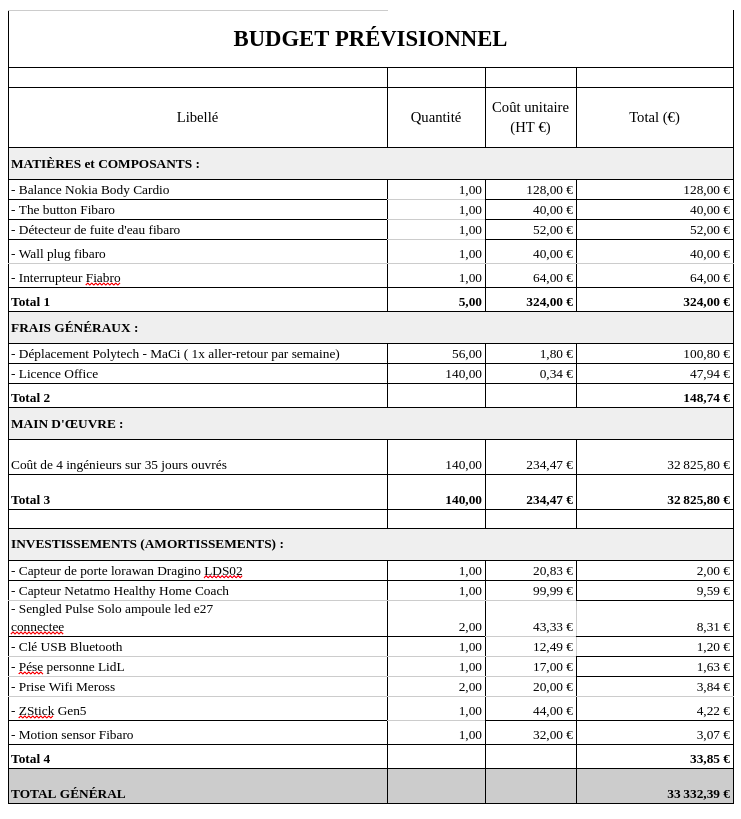 BUDGET PRÉVISIONNEL
Libellé Quantité Coût unitaire (HT €) Total (€)
MATIÈRES et COMPOSANTS :
- Balance Nokia Body Cardio 1,00 128,00 € 128,00 €
- The button Fibaro 1,00 40,00 € 40,00 €
- Détecteur de fuite d'eau fibaro 1,00 52,00 € 52,00 €
- Wall plug fibaro 1,00 40,00 € 40,00 €
- Interrupteur Fiabro 1,00 64,00 € 64,00 €
Total 1 5,00 324,00 € 324,00 €
FRAIS GÉNÉRAUX :
- Déplacement Polytech - MaCi ( 1x aller-retour par semaine) 56,00 1,80 € 100,80 €
- Licence Office 140,00 0,34 € 47,94 €
Total 2 148,74 €
MAIN D'ŒUVRE :
Coût de 4 ingénieurs sur 35 jours ouvrés 140,00 234,47 € 32 825,80 €
Total 3 140,00 234,47 € 32 825,80 €
INVESTISSEMENTS (AMORTISSEMENTS) :
- Capteur de porte lorawan Dragino LDS02 1,00 20,83 € 2,00 €
- Capteur Netatmo Healthy Home Coach 1,00 99,99 € 9,59 €
- Sengled Pulse Solo ampoule led e27
connectee 2,00 43,33 € 8,31 €
- Clé USB Bluetooth 1,00 12,49 € 1,20 €
- Pése personne LidL 1,00 17,00 € 1,63 €
- Prise Wifi Meross 2,00 20,00 € 3,84 €
- ZStick Gen5 1,00 44,00 € 4,22 €
- Motion sensor Fibaro 1,00 32,00 € 3,07 €
Total 4 33,85 €
TOTAL GÉNÉRAL 33 332,39 €